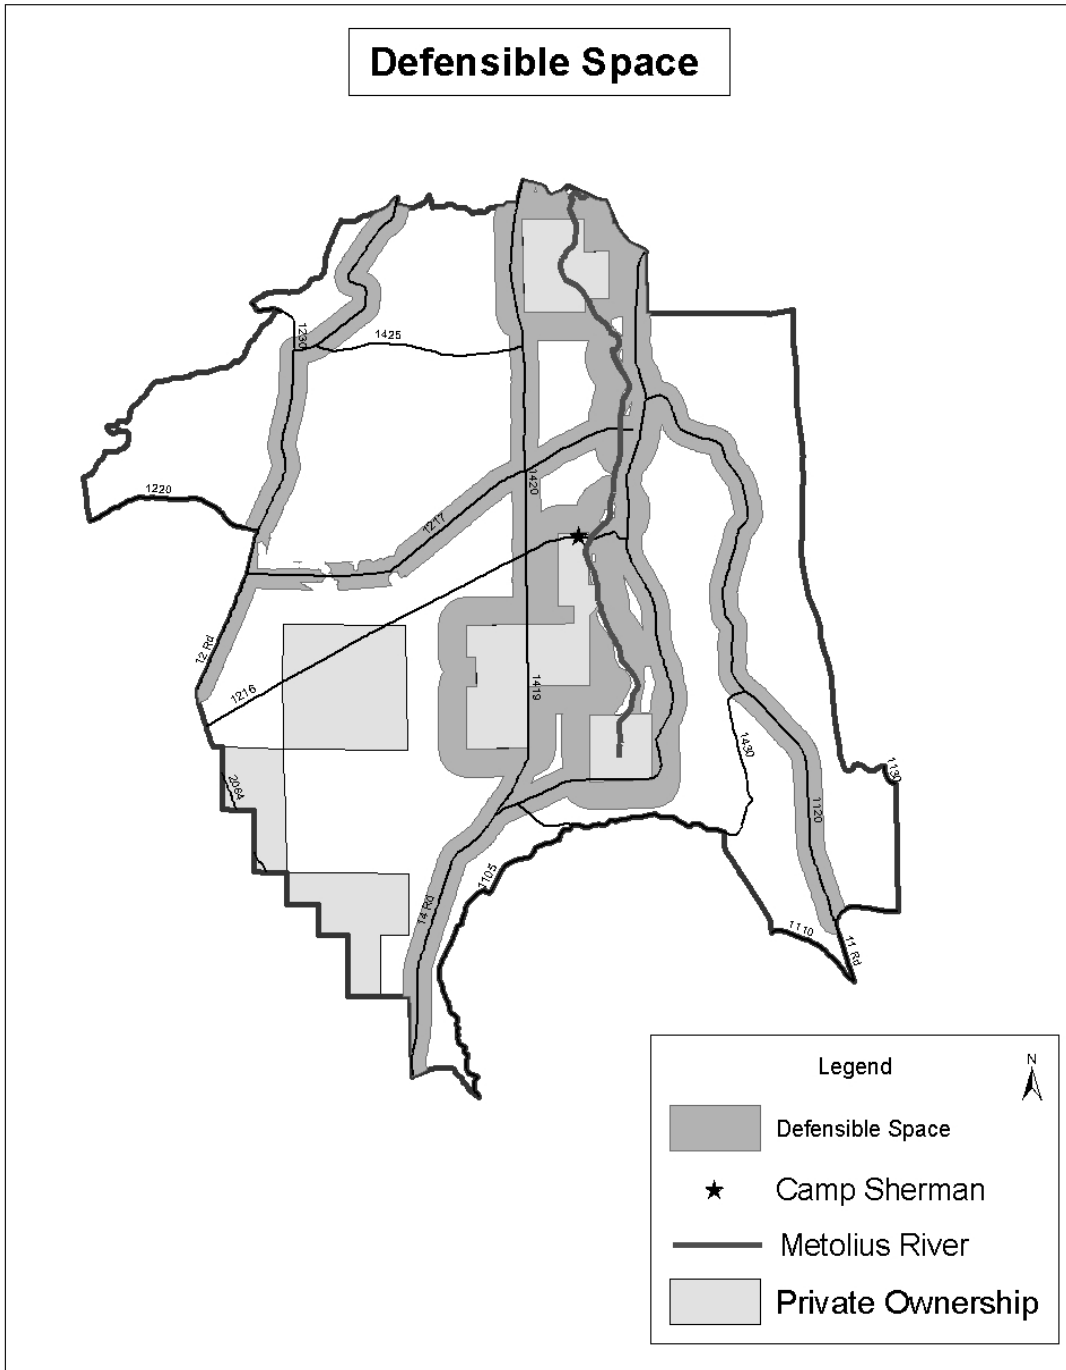 Defensible Space
1230
1425
1220
1420
1217
12 Rd
1216
1419
1430
2064
1130
1120
1105
14 Rd
1110
11 Rd
Legend
N
Defensible Space
Camp Sherman
Metolius River
Private Ownership